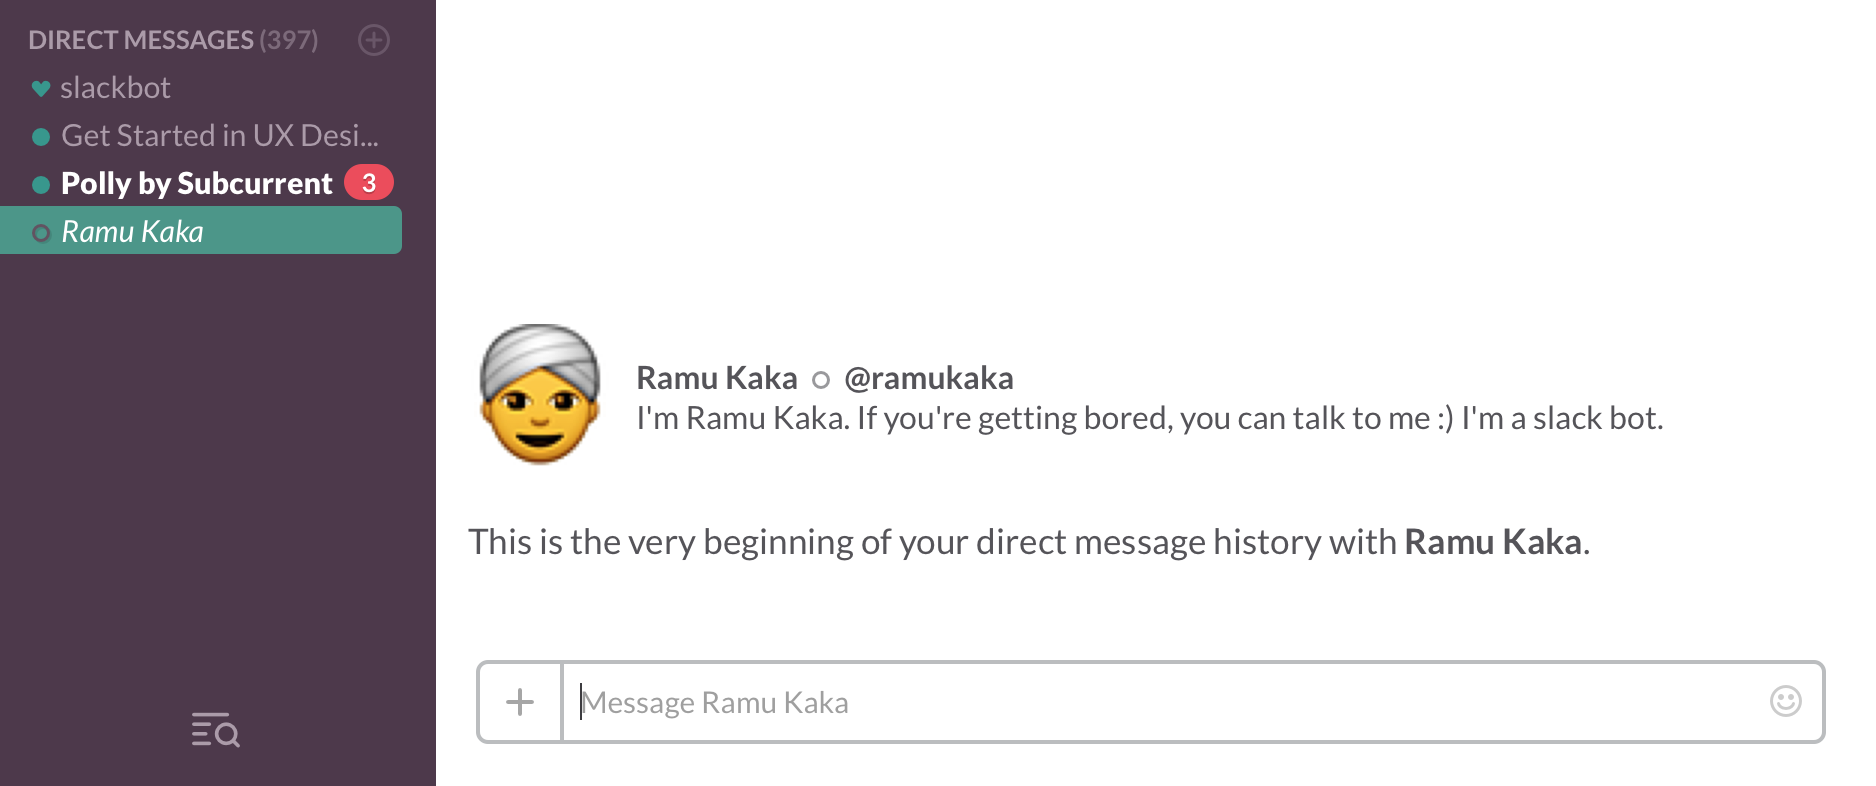 DIRECT MESSAGES (397)
slackbot
Get Started in UX Desi...
Polly by Subcurrent 3
Ramu Kaka
Ramu Kaka @ramukaka
I'm Ramu Kaka. If you're getting bored, you can talk to me :) I'm a slack bot.
This is the very beginning of your direct message history with Ramu Kaka.
Message Ramu Kaka